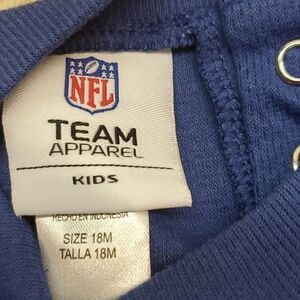 NFL
TEAM
APPAREL
KIDS
HECHO EN INDONESIA
SIZE 18M
TALLA 18M